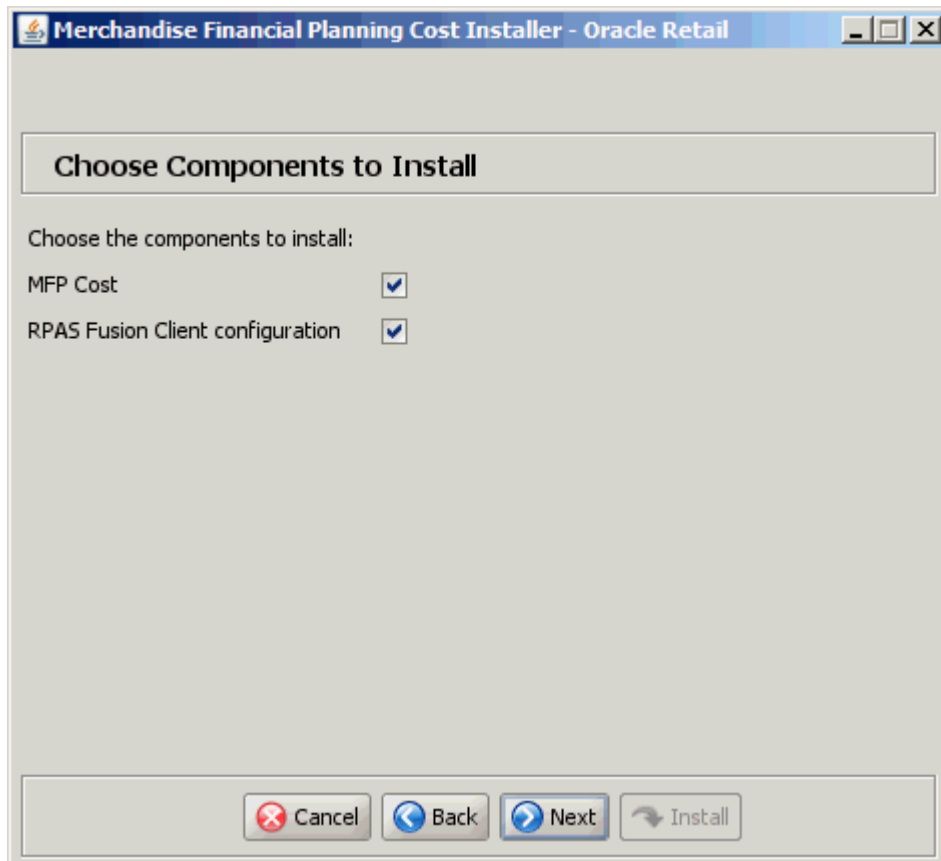 Merchandise Financial Planning Cost Installer - Oracle Retail
Choose Components to Install
Choose the components to install:
MFP Cost
RPAS Fusion Client configuration
Cancel Back Next Install